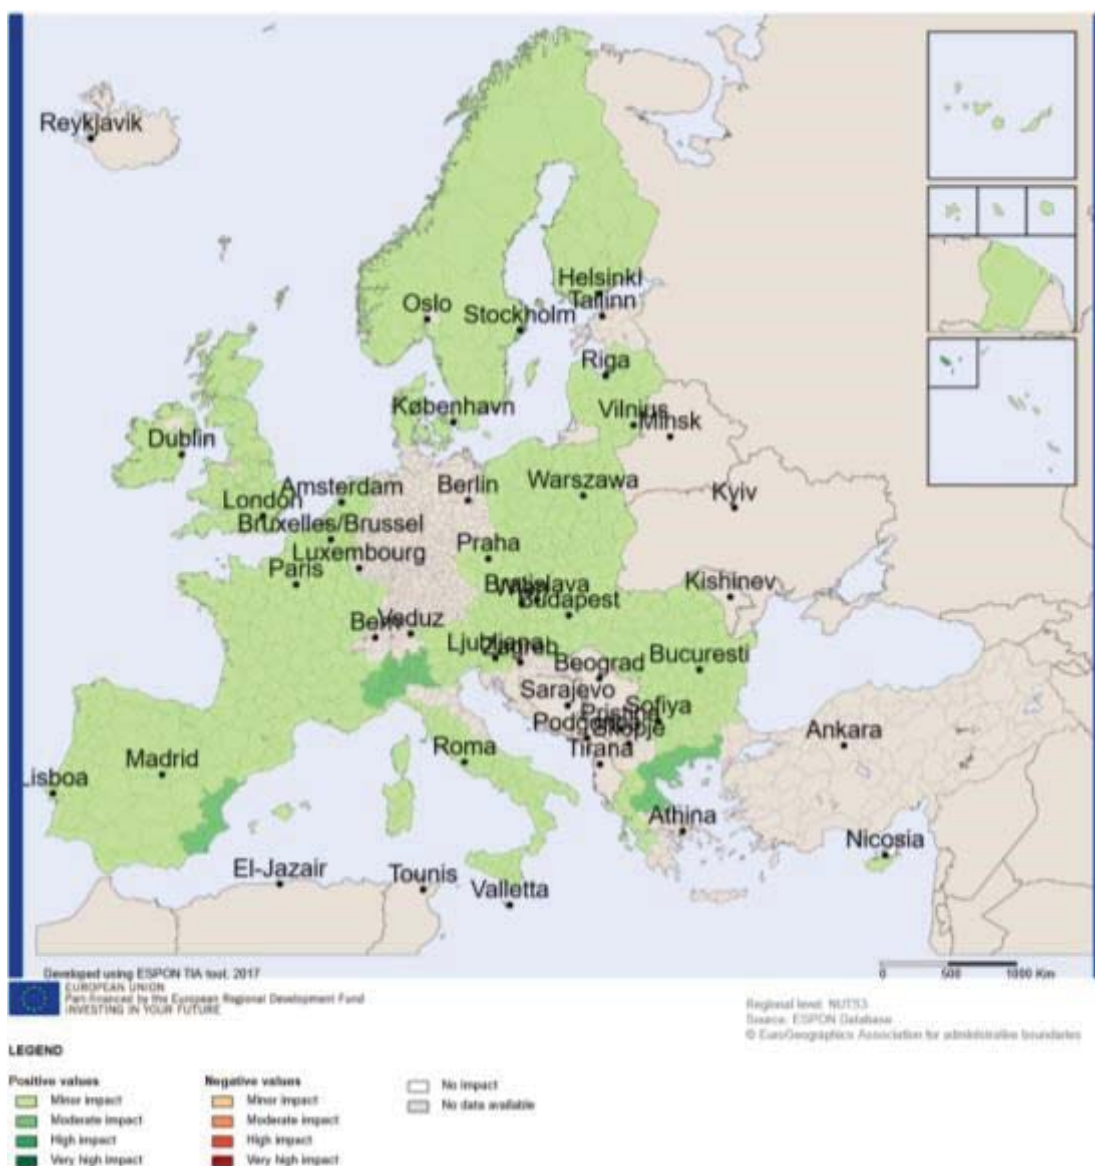 Reykjavik
Helsinki
Tallinn
Oslo
Stockholm
Riga
København
Vilnius
Minsk
Dublin
Amsterdam
Berlin
Warszawa
London
Kyiv
Bruxelles/Brussel
Luxembourg
Praha
Paris
Bratislava
Kishinev
Budapest
Bern
Vaduz
Ljubljana
Zagreb
Beograd
Bucuresti
Sarajevo
Sofiya
Podgorica
Skopje
Ankara
Roma
Tirana
Madrid
Lisboa
Athina
Nicosia
El-Jazair
Tounis
Valletta
Developed using ESPON TIA tool, 2017
0 500 1000 Km
EUROPEAN UNION
Part-financed by the European Regional Development Fund
INVESTING IN YOUR FUTURE
Regional level: NUTS3
Source: ESPON Database
© EuroGeographics Association for administrative boundaries
LEGEND
Positive values
Minor impact
Moderate impact
High impact
Very high impact
Negative values
Minor impact
Moderate impact
High impact
Very high impact
No impact
No data available